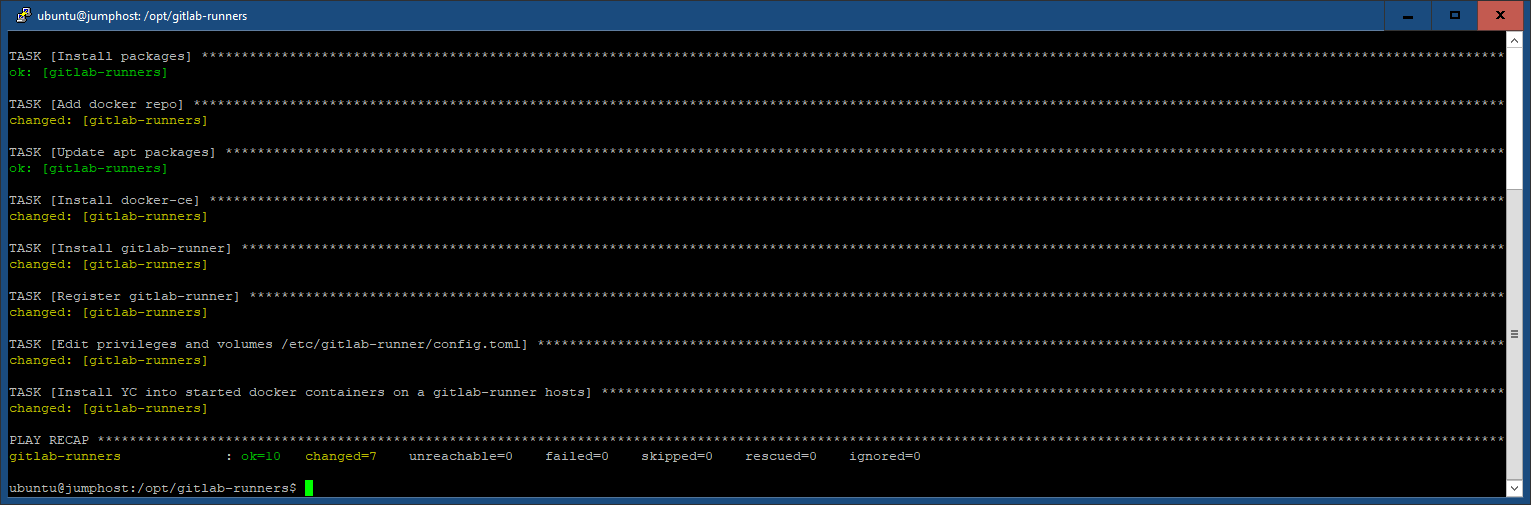 ubuntu@jumphost: /opt/gitlab-runners
TASK [Install packages] ***************************************************************************************************************************************************************
ok: [gitlab-runners]
TASK [Add docker repo] ****************************************************************************************************************************************************************
changed: [gitlab-runners]
TASK [Update apt packages] ************************************************************************************************************************************************************
ok: [gitlab-runners]
TASK [Install docker-ce] **************************************************************************************************************************************************************
changed: [gitlab-runners]
TASK [Install gitlab-runner] **********************************************************************************************************************************************************
changed: [gitlab-runners]
TASK [Register gitlab-runner] *********************************************************************************************************************************************************
changed: [gitlab-runners]
TASK [Edit privileges and volumes /etc/gitlab-runner/config.toml] *************************************************************************************************************************
changed: [gitlab-runners]
TASK [Install YC into started docker containers on a gitlab-runner hosts] *****************************************************************************************************************
changed: [gitlab-runners]
PLAY RECAP ****************************************************************************************************************************************************************************
gitlab-runners             : ok=10   changed=7    unreachable=0    failed=0    skipped=0    rescued=0    ignored=0
ubuntu@jumphost:/opt/gitlab-runners$